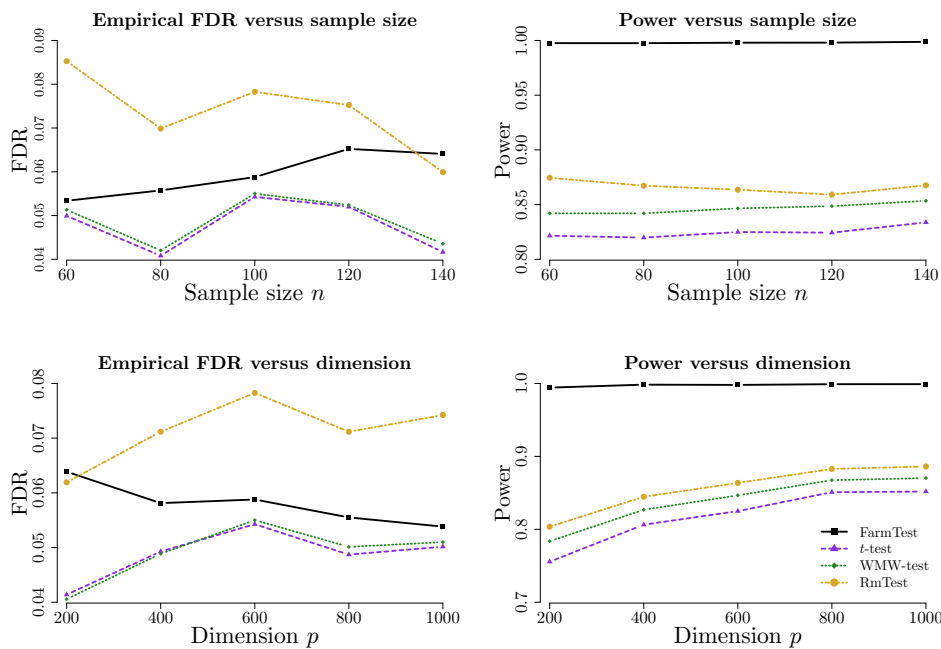 Empirical FDR versus sample size
FDR
0.04 0.05 0.06 0.07 0.08 0.09
60 80 100 120 140
Sample size n
Power versus sample size
Power
0.80 0.85 0.90 0.95 1.00
60 80 100 120 140
Sample size n
Empirical FDR versus dimension
FDR
0.04 0.05 0.06 0.07 0.08
200 400 600 800 1000
Dimension p
Power versus dimension
Power
0.7 0.8 0.9 1.0
200 400 600 800 1000
Dimension p
FarmTest
t-test
WMW-test
RmTest